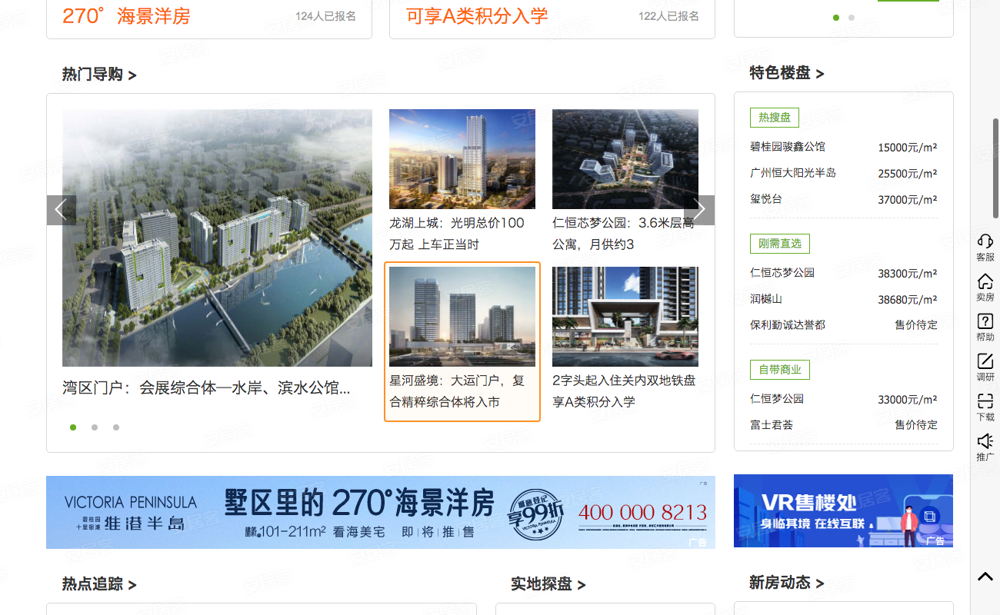 270° 海景洋房
124人已报名
可享A类积分入学
122人已报名
热门导购 >
湾区门户：会展综合体—水岸、滨水公馆...
龙湖上城：光明总价100
万起 上车正当时
仁恒芯梦公园：3.6米层高
公寓，月供约3
星河盛境：大运门户，复
合精粹综合体将入市
2字头起入住关内双地铁盘
享A类积分入学
特色楼盘 >
热搜盘
碧桂园骏鑫公馆 15000元/m²
广州恒大阳光半岛 25500元/m²
玺悦台 37000元/m²
刚需直选
仁恒芯梦公园 38300元/m²
润樾山 38680元/m²
保利勤诚达誉都 售价待定
自带商业
仁恒梦公园 33000元/m²
富士君荟 售价待定
客服
卖房
帮助
调研
下载
推广
VICTORIA PENINSULA
碧桂园
十里银滩
维港半岛
墅区里的 270°海景洋房
101-211m² 看海美宅 即|将|推|售
诚意登记
享99折
VICTORIA PENINSULA
400 000 8213
广告
广告
VR售楼处
身临其境 在线互联
广告
热点追踪 >
实地探盘 >
新房动态 >
安居客